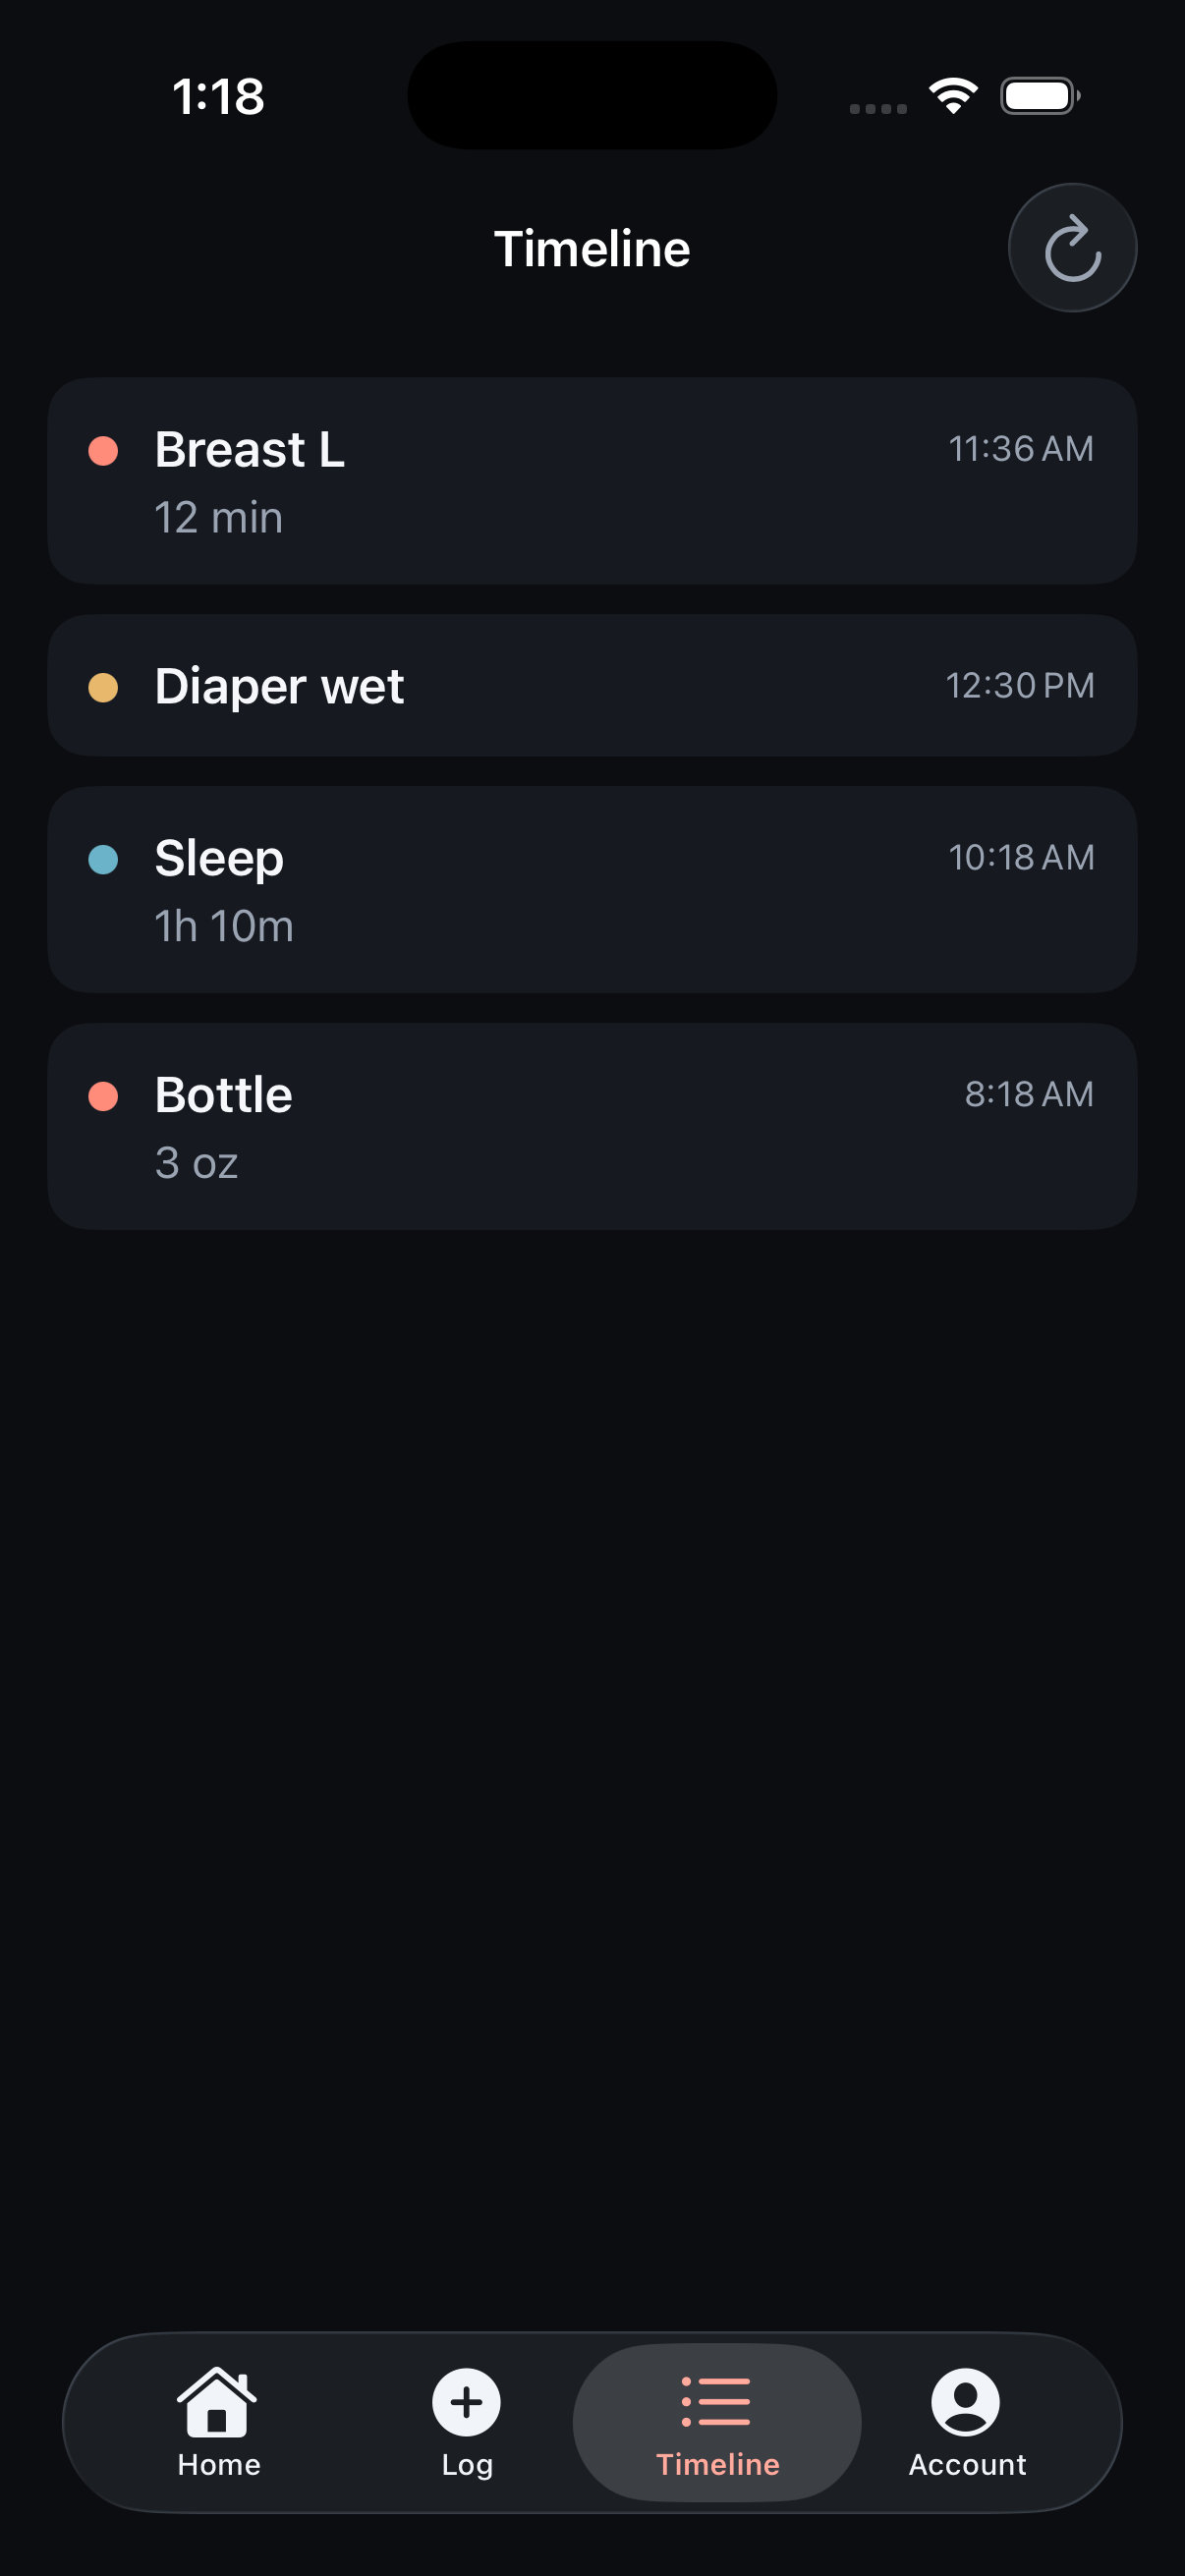 1:18
Timeline
Breast L
11:36 AM
12 min
Diaper wet
12:30 PM
Sleep
10:18 AM
1h 10m
Bottle
8:18 AM
3 oz
Home
Log
Timeline
Account